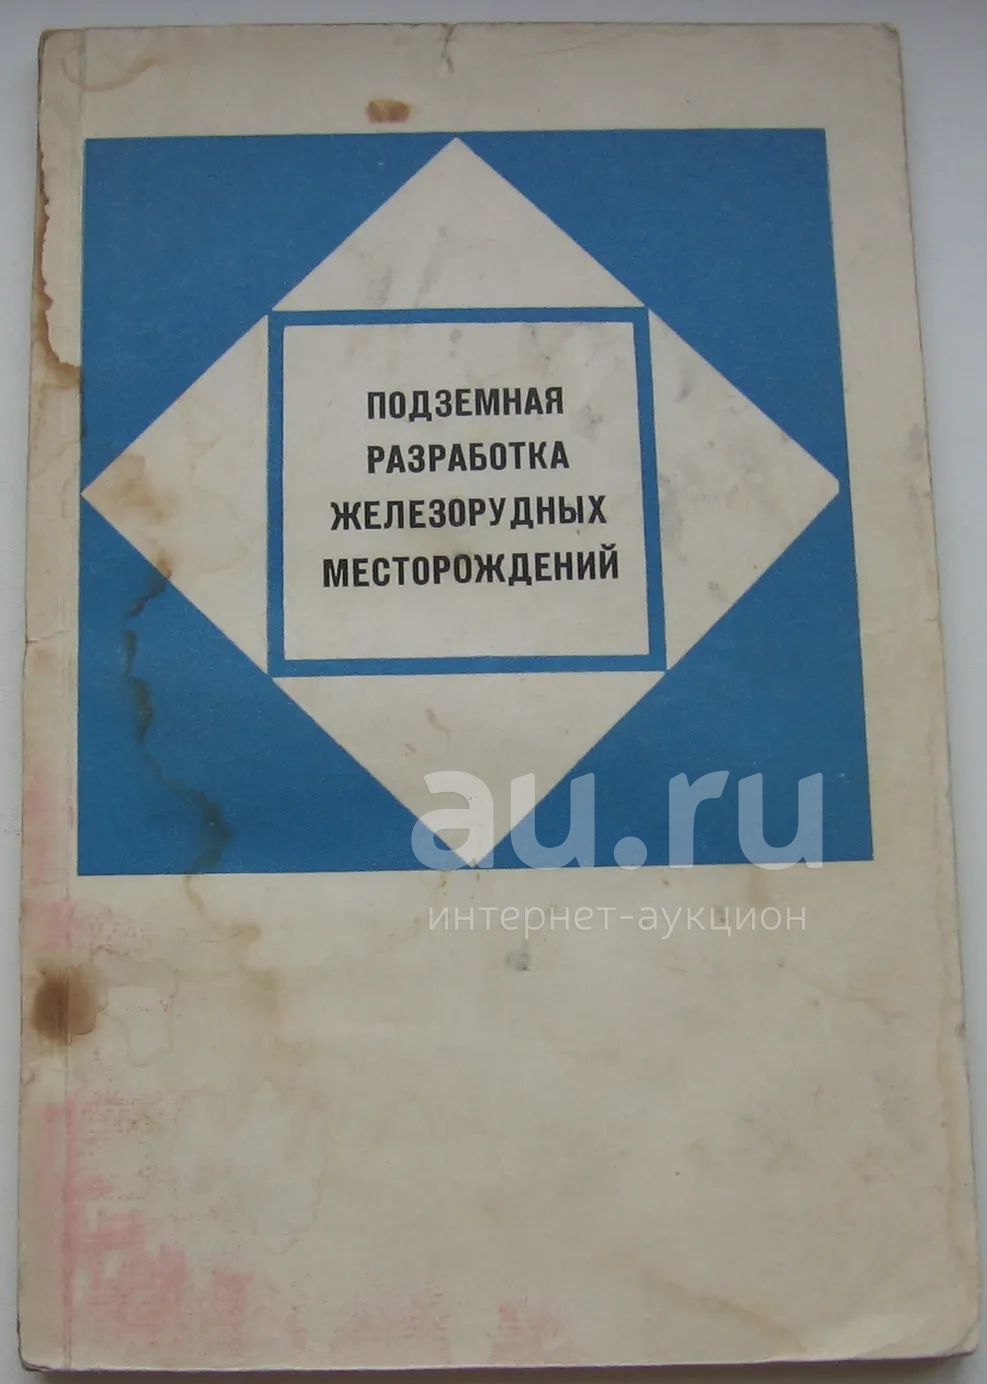 ПОДЗЕМНАЯ
РАЗРАБОТКА
ЖЕЛЕЗОРУДНЫХ
МЕСТОРОЖДЕНИЙ
au.ru
интернет-аукцион